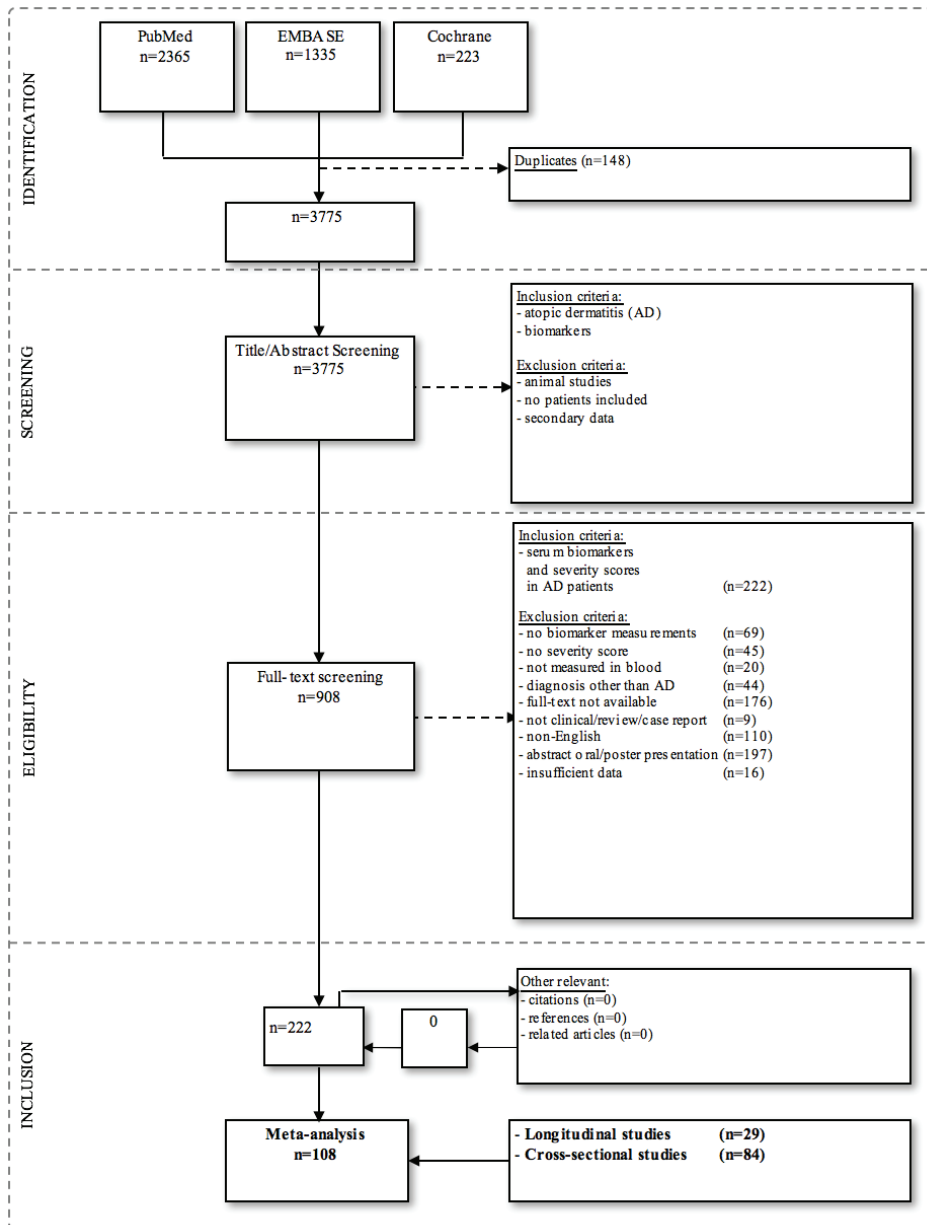 IDENTIFICATION
PubMed
n=2365
EMBASE
n=1335
Cochrane
n=223
Duplicates (n=148)
n=3775
SCREENING
Title/Abstract Screening
n=3775
Inclusion criteria:
- atopic dermatitis (AD)
- biomarkers
Exclusion criteria:
- animal studies
- no patients included
- secondary data
ELIGIBILITY
Full-text screening
n=908
Inclusion criteria:
- serum biomarkers
and severity scores
in AD patients (n=222)
Exclusion criteria:
- no biomarker measurements (n=69)
- no severity score (n=45)
- not measured in blood (n=20)
- diagnosis other than AD (n=44)
- full-text not available (n=176)
- not clinical/review/case report (n=9)
- non-English (n=110)
- abstract oral/poster presentation (n=197)
- insufficient data (n=16)
INCLUSION
n=222
0
Other relevant:
- citations (n=0)
- references (n=0)
- related articles (n=0)
Meta-analysis
n=108
- Longitudinal studies (n=29)
- Cross-sectional studies (n=84)